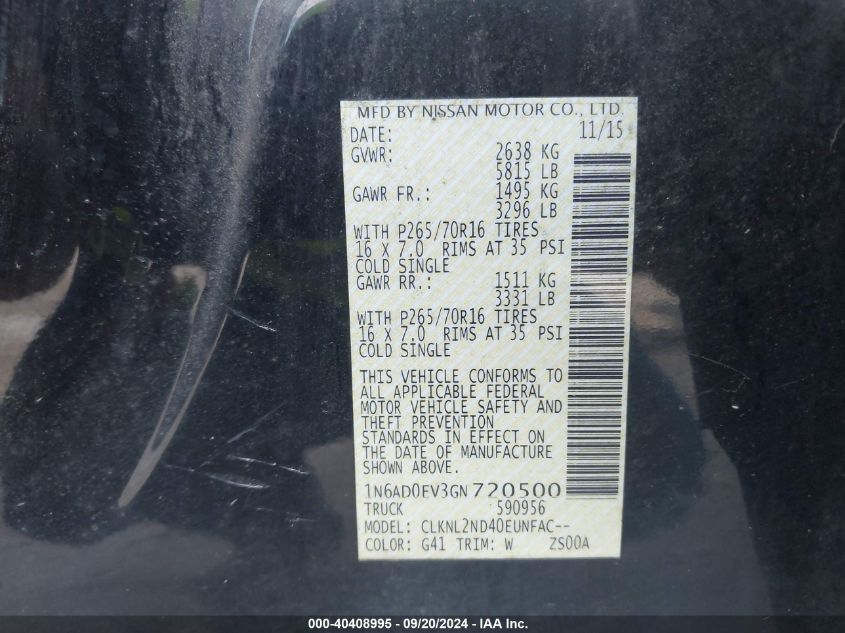 MFD BY NISSAN MOTOR CO., LTD.
DATE: 11/15
GVWR: 2638 KG
5815 LB
GAWR FR.: 1495 KG
3296 LB
WITH P265/70R16 TIRES
16 X 7.0 RIMS AT 35 PSI
COLD SINGLE
GAWR RR.: 1511 KG
3331 LB
WITH P265/70R16 TIRES
16 X 7.0 RIMS AT 35 PSI
COLD SINGLE
THIS VEHICLE CONFORMS TO
ALL APPLICABLE FEDERAL
MOTOR VEHICLE SAFETY AND
THEFT PREVENTION
STANDARDS IN EFFECT ON
THE DATE OF MANUFACTURE
SHOWN ABOVE.
1N6AD0EV3GN720500
TRUCK 590956
MODEL: CLKNL2ND40EUNFAC--
COLOR: G41 TRIM: W ZS00A
000-40408995 - 09/20/2024 - IAA Inc.